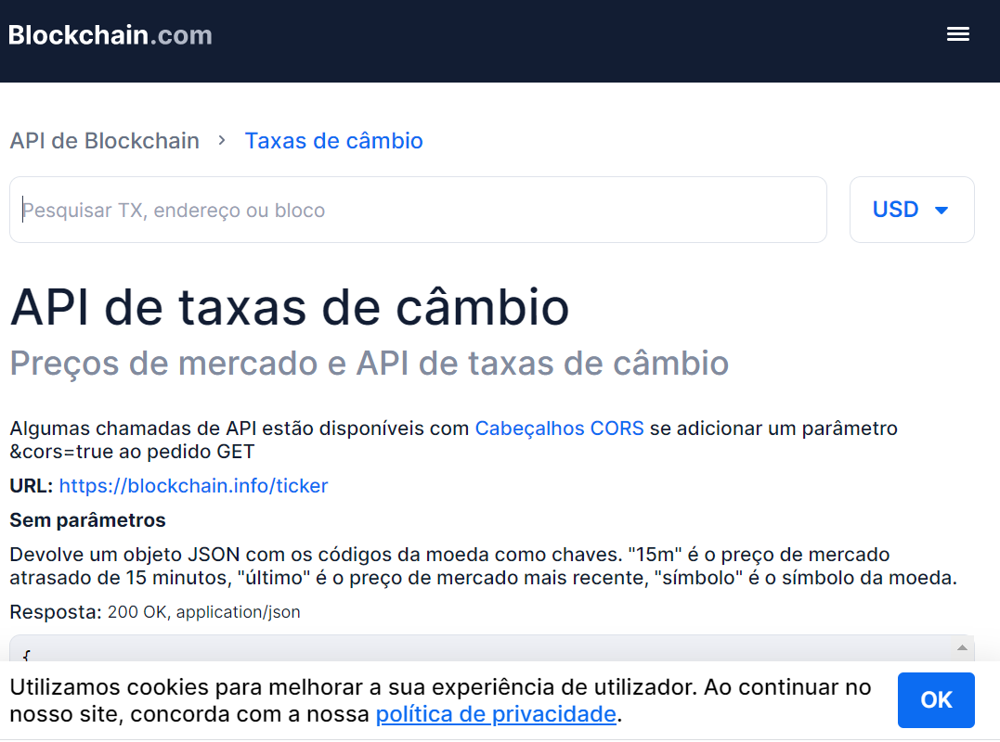 Blockchain.com
API de Blockchain > Taxas de câmbio
Pesquisar TX, endereço ou bloco
USD
API de taxas de câmbio
Preços de mercado e API de taxas de câmbio
Algumas chamadas de API estão disponíveis com Cabeçalhos CORS se adicionar um parâmetro
&cors=true ao pedido GET
URL: https://blockchain.info/ticker
Sem parâmetros
Devolve um objeto JSON com os códigos da moeda como chaves. "15m" é o preço de mercado
atrasado de 15 minutos, "último" é o preço de mercado mais recente, "símbolo" é o símbolo da moeda.
Resposta: 200 OK, application/json
{
Utilizamos cookies para melhorar a sua experiência de utilizador. Ao continuar no
nosso site, concorda com a nossa política de privacidade.
OK